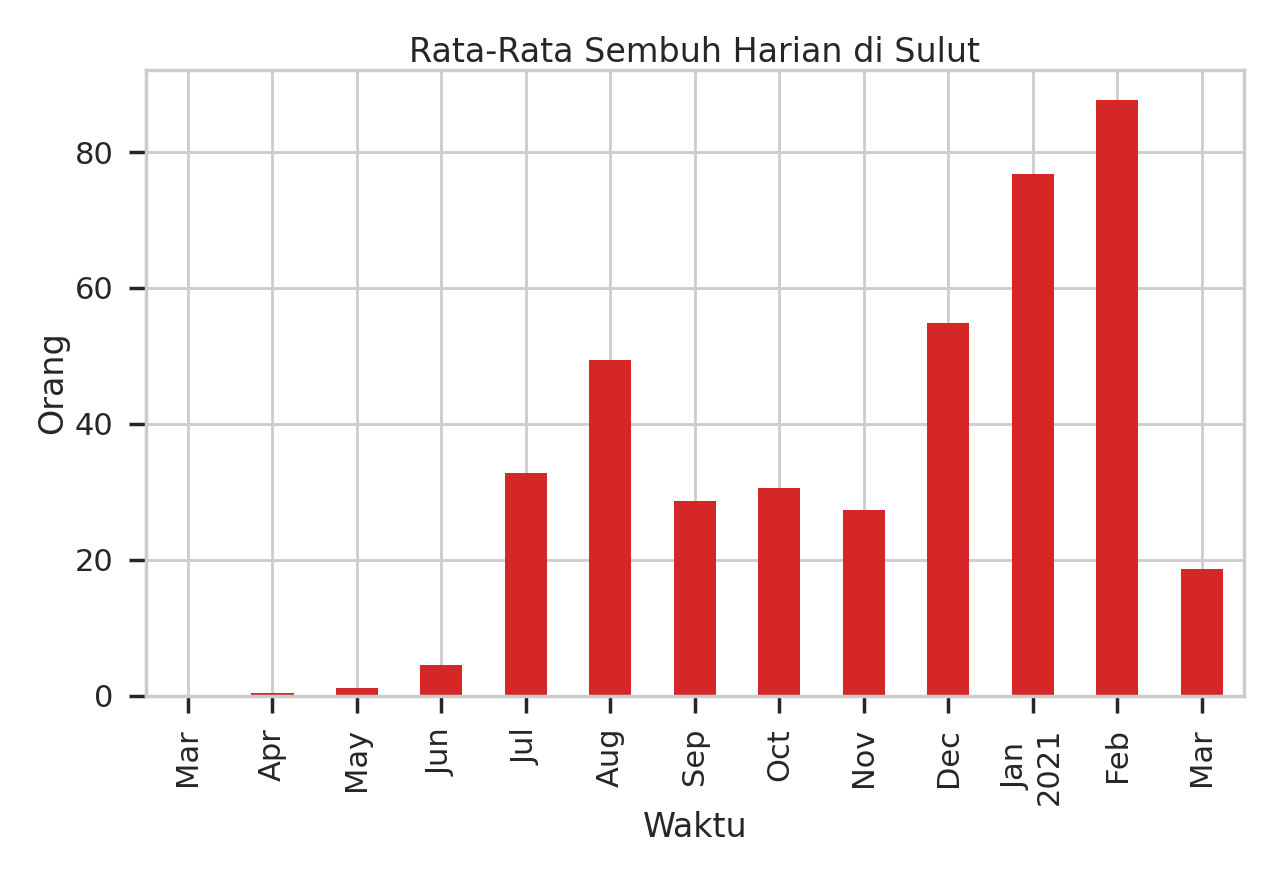 Rata-Rata Sembuh Harian di Sulut
Orang
80
60
40
20
0
Mar
Apr
May
Jun
Jul
Aug
Sep
Oct
Nov
Dec
Jan
2021
Feb
Mar
Waktu